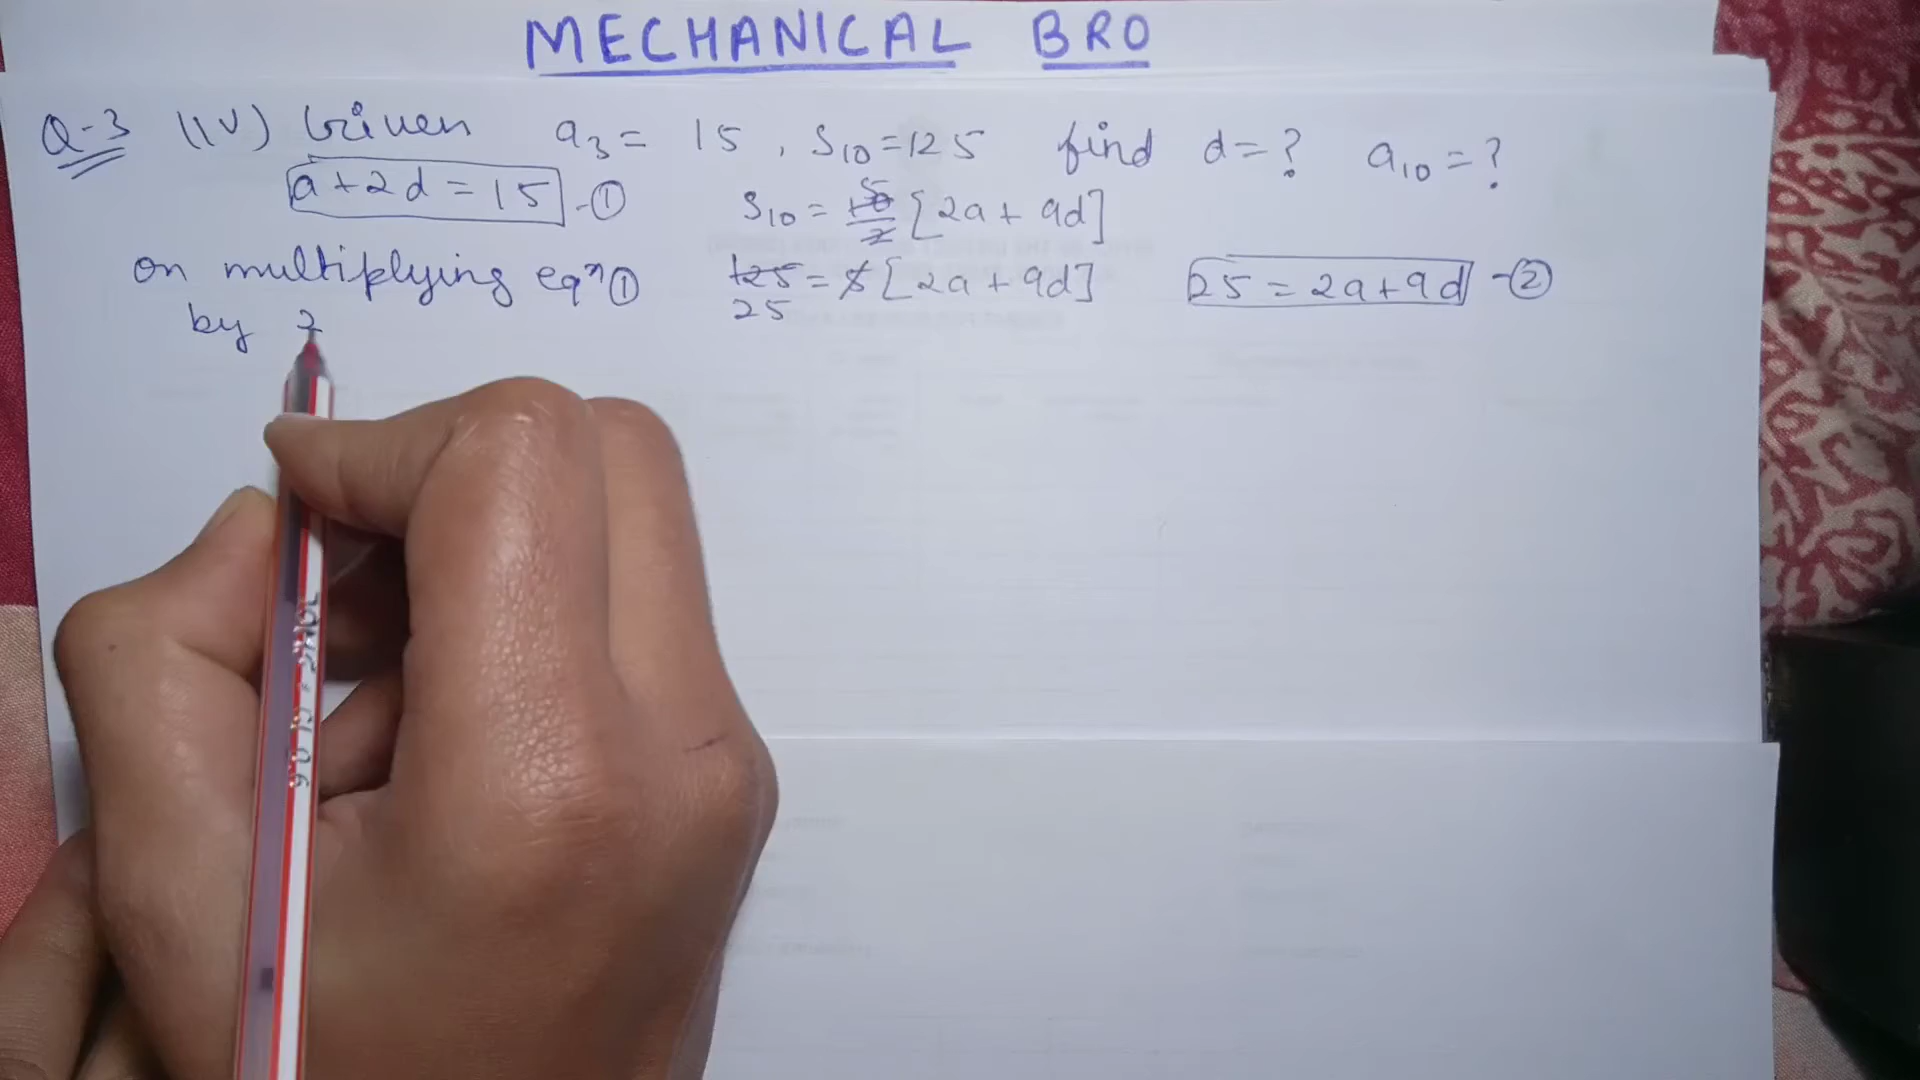 MECHANICAL BRO
Q-3 (IV) Given a₃ = 15, S₁₀ = 125 find d = ? a₁₀ = ?
a + 2d = 15 - ①
S₁₀ = 10/2 5 [2a + 9d]
on multiplying eqⁿ ①
125 = 5 [2a + 9d]
25
25 = 2a + 9d - ②
by 2